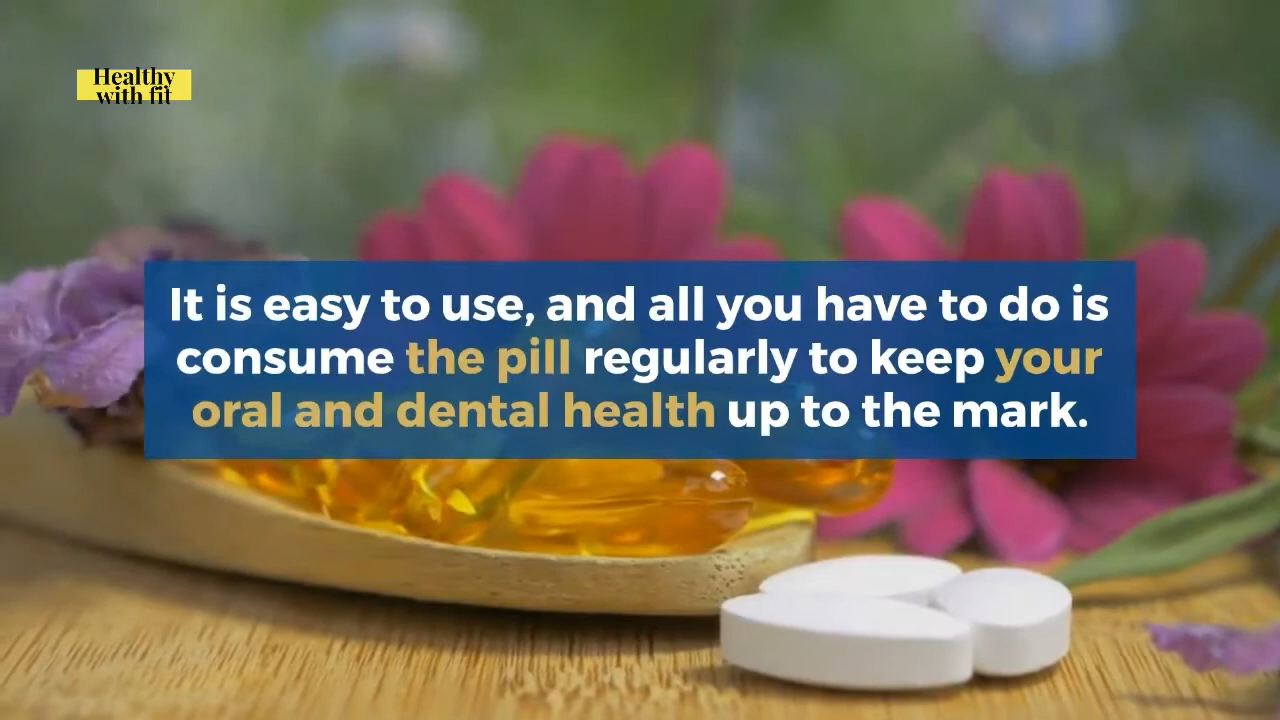 Healthy
with fit
It is easy to use, and all you have to do is
consume the pill regularly to keep your
oral and dental health up to the mark.